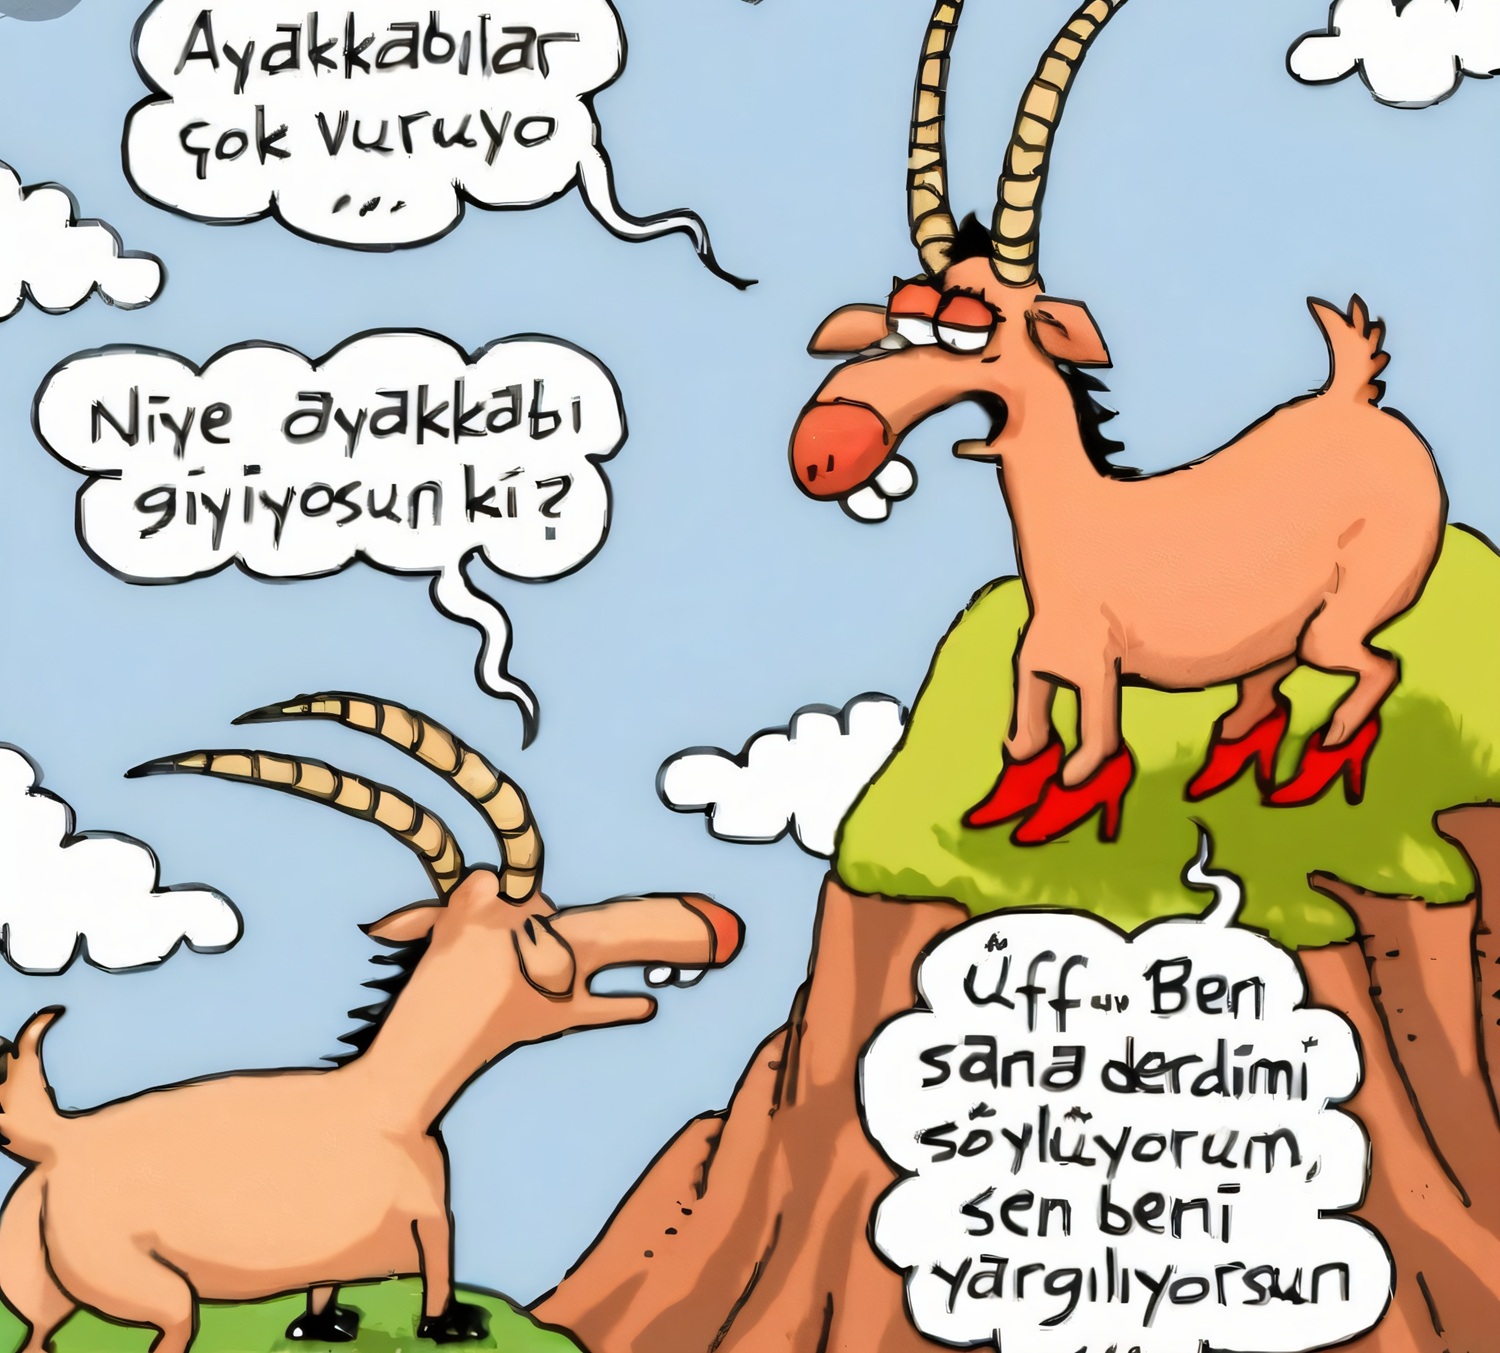 Ayakkabılar
çok vuruyo
...
Niye ayakkabı
giyiyosun ki?
Üff... Ben
sana derdimi
söylüyorum,
sen beni
yargılıyorsun
...